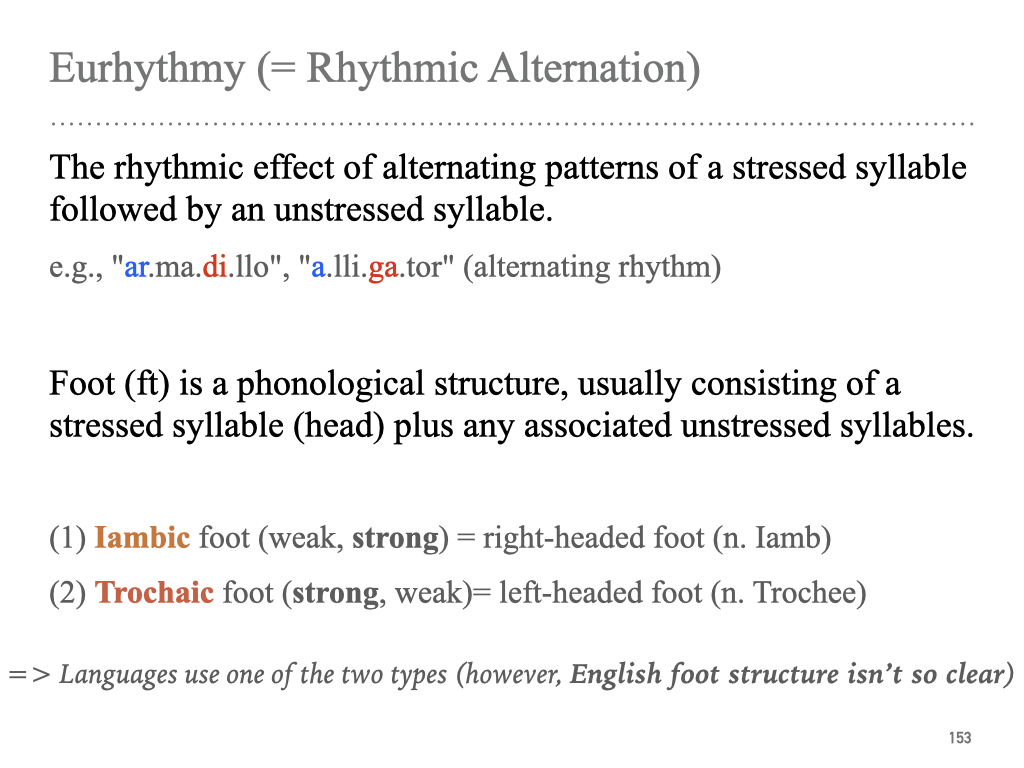 Eurhythmy (= Rhythmic Alternation)
The rhythmic effect of alternating patterns of a stressed syllable
followed by an unstressed syllable.
e.g., "ar.ma.di.llo", "a.lli.ga.tor" (alternating rhythm)
Foot (ft) is a phonological structure, usually consisting of a
stressed syllable (head) plus any associated unstressed syllables.
(1) Iambic foot (weak, strong) = right-headed foot (n. Iamb)
(2) Trochaic foot (strong, weak)= left-headed foot (n. Trochee)
=> Languages use one of the two types (however, English foot structure isn’t so clear)
153